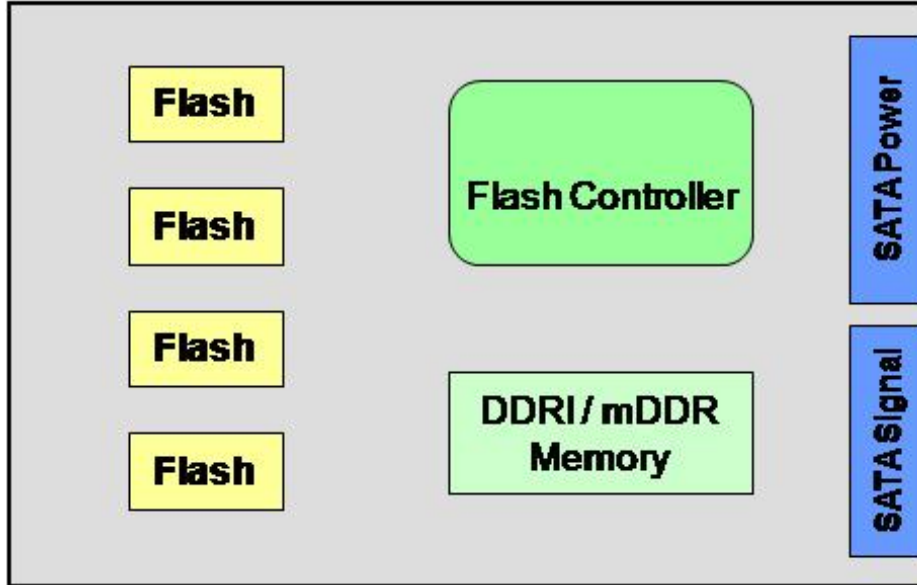 Flash
Flash
Flash
Flash
Flash Controller
DDRI / mDDR
Memory
SATA Power
SATA Signal